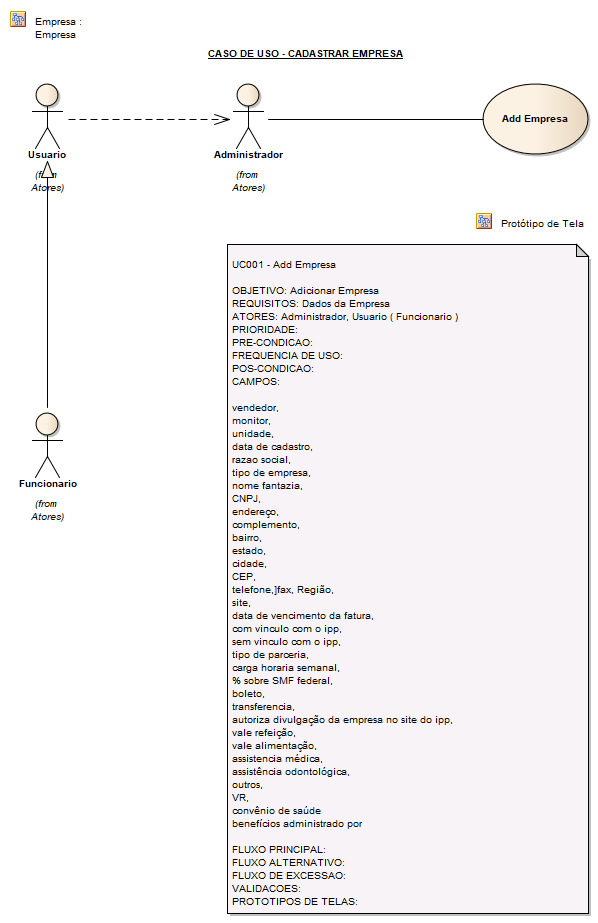 Empresa :
Empresa
CASO DE USO - CADASTRAR EMPRESA
Usuario
(from
Atores)
Administrador
(from
Atores)
Add Empresa
Protótipo de Tela
UC001 - Add Empresa
OBJETIVO: Adicionar Empresa
REQUISITOS: Dados da Empresa
ATORES: Administrador, Usuario ( Funcionario )
PRIORIDADE:
PRE-CONDICAO:
FREQUENCIA DE USO:
POS-CONDICAO:
CAMPOS:
vendedor,
monitor,
unidade,
data de cadastro,
razao social,
tipo de empresa,
nome fantazia,
CNPJ,
endereço,
complemento,
bairro,
estado,
cidade,
CEP,
telefone,]fax, Região,
site,
data de vencimento da fatura,
com vinculo com o ipp,
sem vinculo com o ipp,
tipo de parceria,
carga horaria semanal,
% sobre SMF federal,
boleto,
transferencia,
autoriza divulgação da empresa no site do ipp,
vale refeição,
vale alimentação,
assistencia médica,
assistência odontológica,
outros,
VR,
convênio de saúde
benefícios administrado por
FLUXO PRINCIPAL:
FLUXO ALTERNATIVO:
FLUXO DE EXCESSAO:
VALIDACOES:
PROTOTIPOS DE TELAS:
Funcionario
(from
Atores)